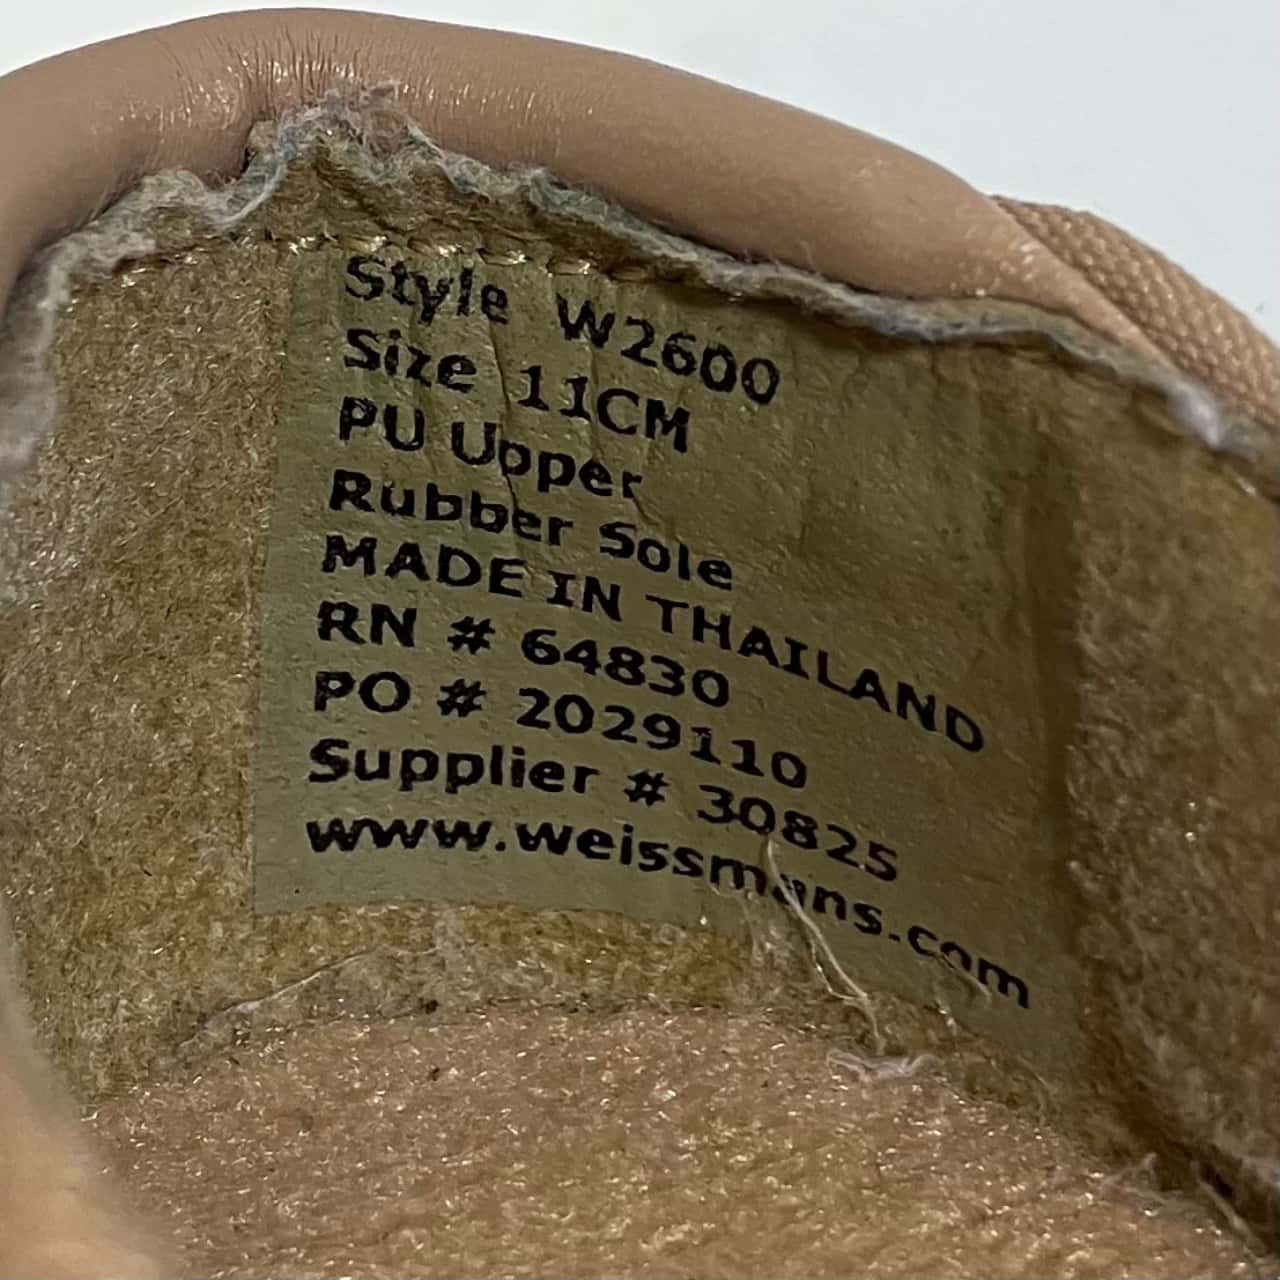 Style W2600
Size 11CM
PU Upper
Rubber Sole
MADE IN THAILAND
RN # 64830
PO # 2029110
Supplier # 30825
www.weissmans.com